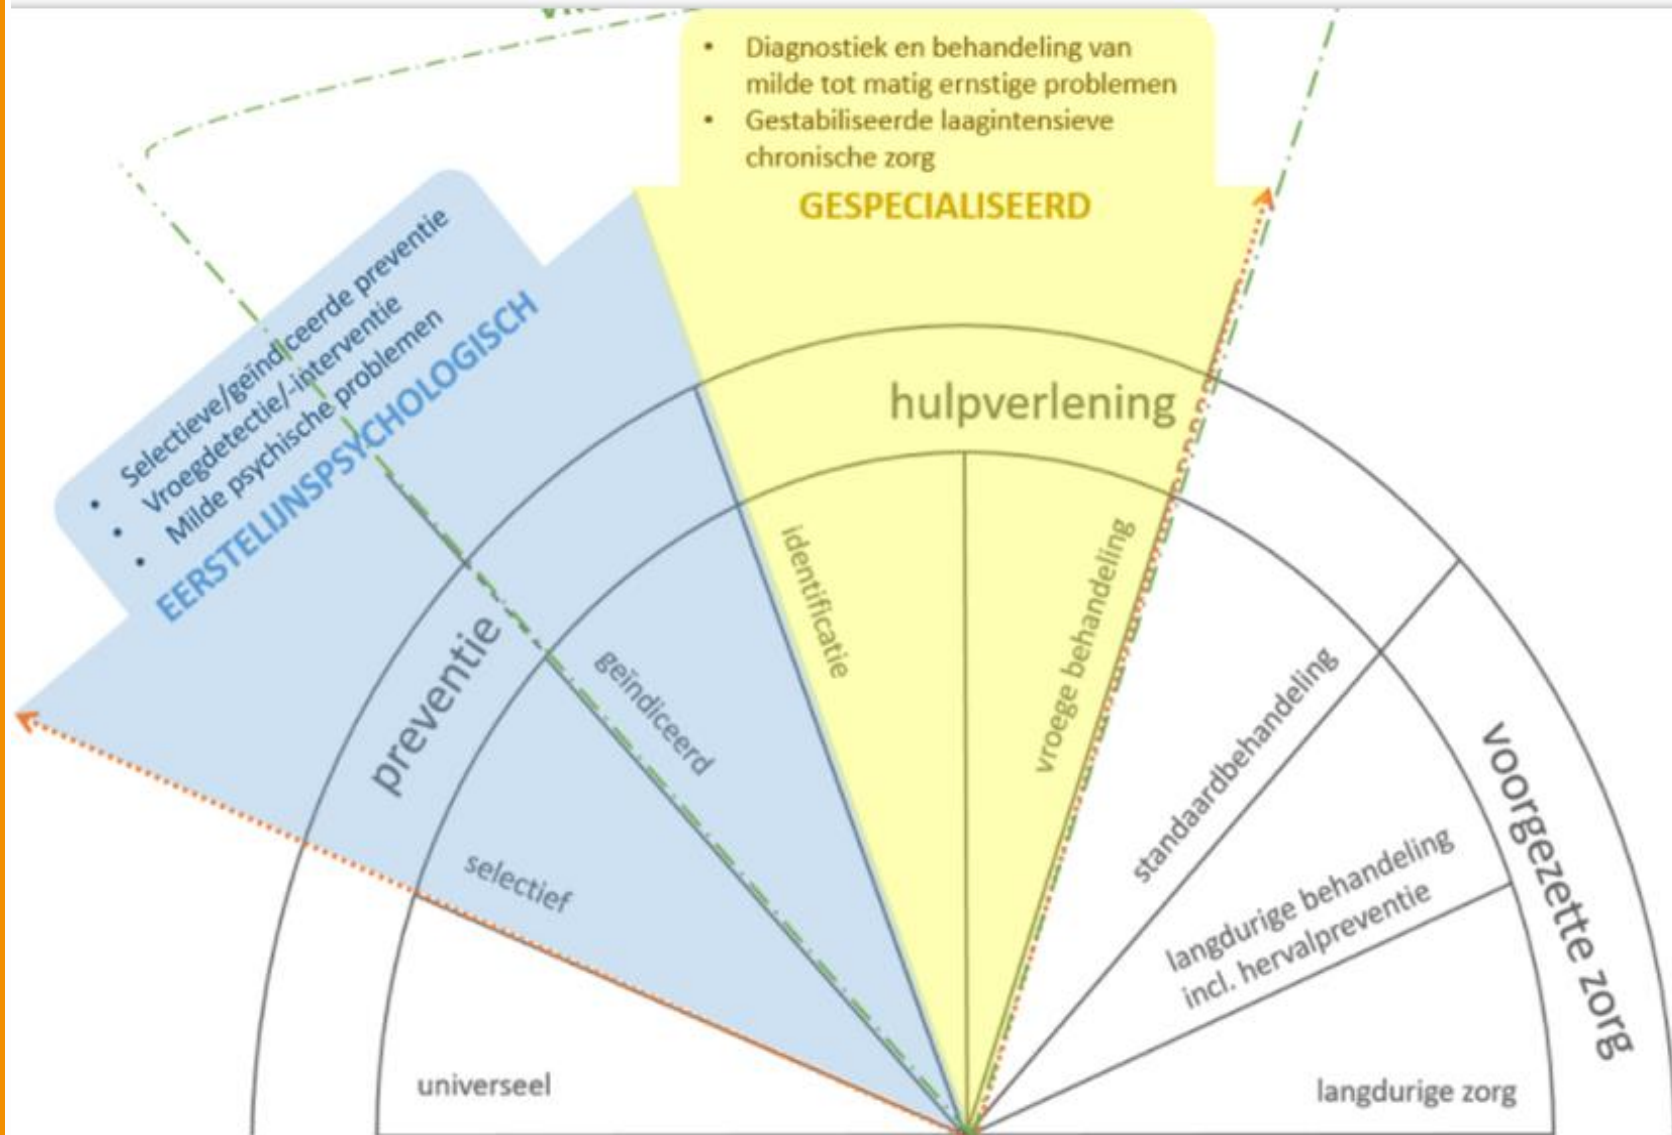 • Diagnostiek en behandeling van
milde tot matig ernstige problemen
• Gestabiliseerde laagintensieve
chronische zorg
GESPECIALISEERD
• Selectieve/geïndiceerde preventie
• Vroegdetectie/-interventie
• Milde psychische problemen
EERSTELIJNSPSYCHOLOGISCH
hulpverlening
preventie
voorgezette zorg
identificatie
vroege behandeling
geïndiceerd
standaardbehandeling
selectief
langdurige behandeling
incl. hervalpreventie
universeel
langdurige zorg